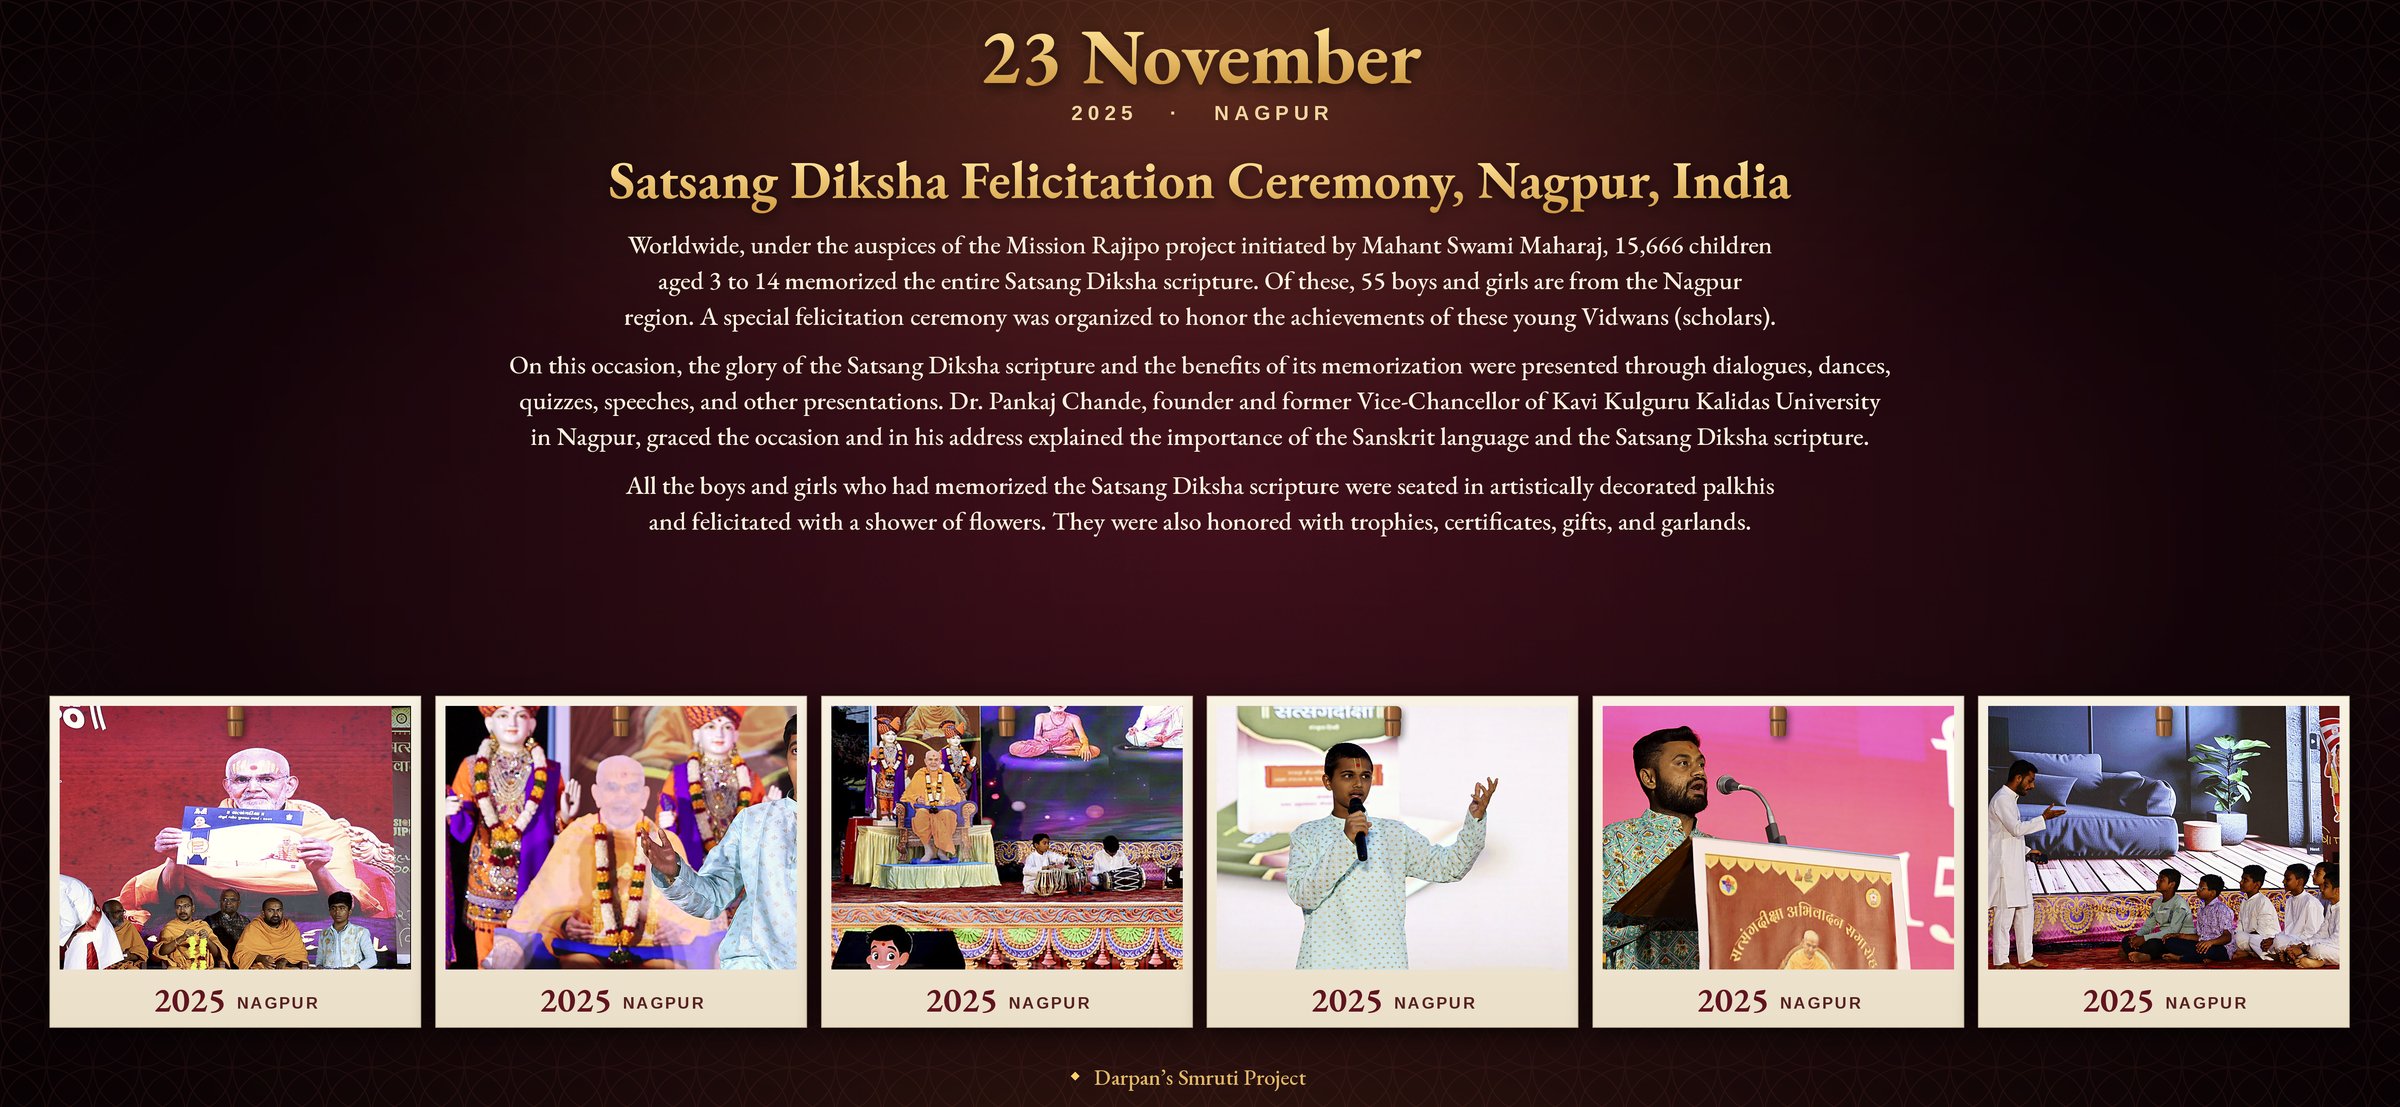 23 November
2025 · NAGPUR
Satsang Diksha Felicitation Ceremony, Nagpur, India
Worldwide, under the auspices of the Mission Rajipo project initiated by Mahant Swami Maharaj, 15,666 children
aged 3 to 14 memorized the entire Satsang Diksha scripture. Of these, 55 boys and girls are from the Nagpur
region. A special felicitation ceremony was organized to honor the achievements of these young Vidwans (scholars).
On this occasion, the glory of the Satsang Diksha scripture and the benefits of its memorization were presented through dialogues, dances,
quizzes, speeches, and other presentations. Dr. Pankaj Chande, founder and former Vice-Chancellor of Kavi Kulguru Kalidas University
in Nagpur, graced the occasion and in his address explained the importance of the Sanskrit language and the Satsang Diksha scripture.
All the boys and girls who had memorized the Satsang Diksha scripture were seated in artistically decorated palkhis
and felicitated with a shower of flowers. They were also honored with trophies, certificates, gifts, and garlands.
सत्संगदीक्षा
सत्संगदीक्षा अभिवादन समारोह
2025 NAGPUR
2025 NAGPUR
2025 NAGPUR
2025 NAGPUR
2025 NAGPUR
2025 NAGPUR
Darpan’s Smruti Project